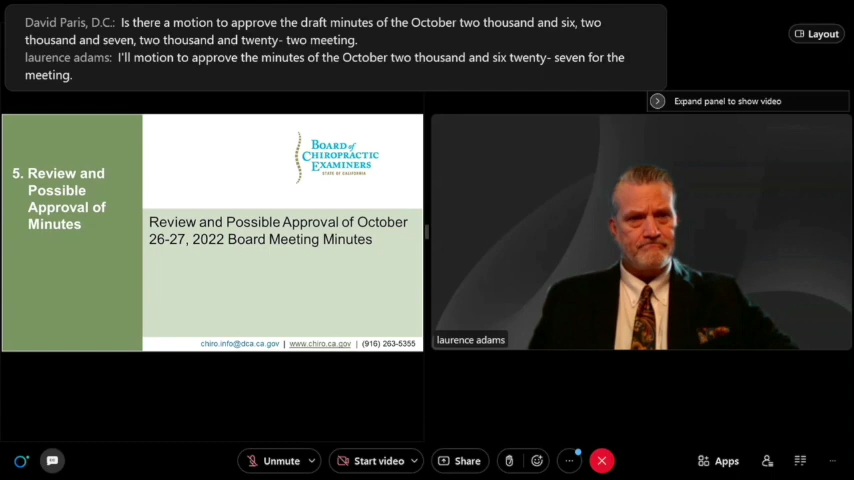 David Paris, D.C.: Is there a motion to approve the draft minutes of the October two thousand and six, two
thousand and seven, two thousand and twenty- two meeting.
laurence adams: I'll motion to approve the minutes of the October two thousand and six twenty- seven for the
meeting.
Layout
Expand panel to show video
5. Review and
Possible
Approval of
Minutes
BOARD of
CHIROPRACTIC
EXAMINERS
STATE OF CALIFORNIA
Review and Possible Approval of October
26-27, 2022 Board Meeting Minutes
chiro.info@dca.ca.gov | www.chiro.ca.gov | (916) 263-5355
laurence adams
Unmute
Start video
Share
Apps